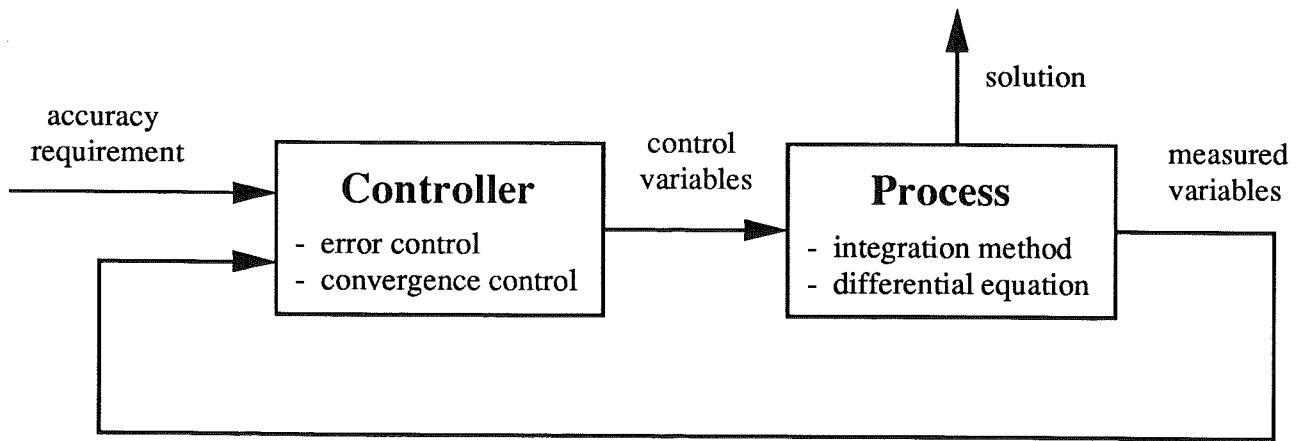 solution
accuracy
requirement
Controller
- error control
- convergence control
control
variables
Process
- integration method
- differential equation
measured
variables